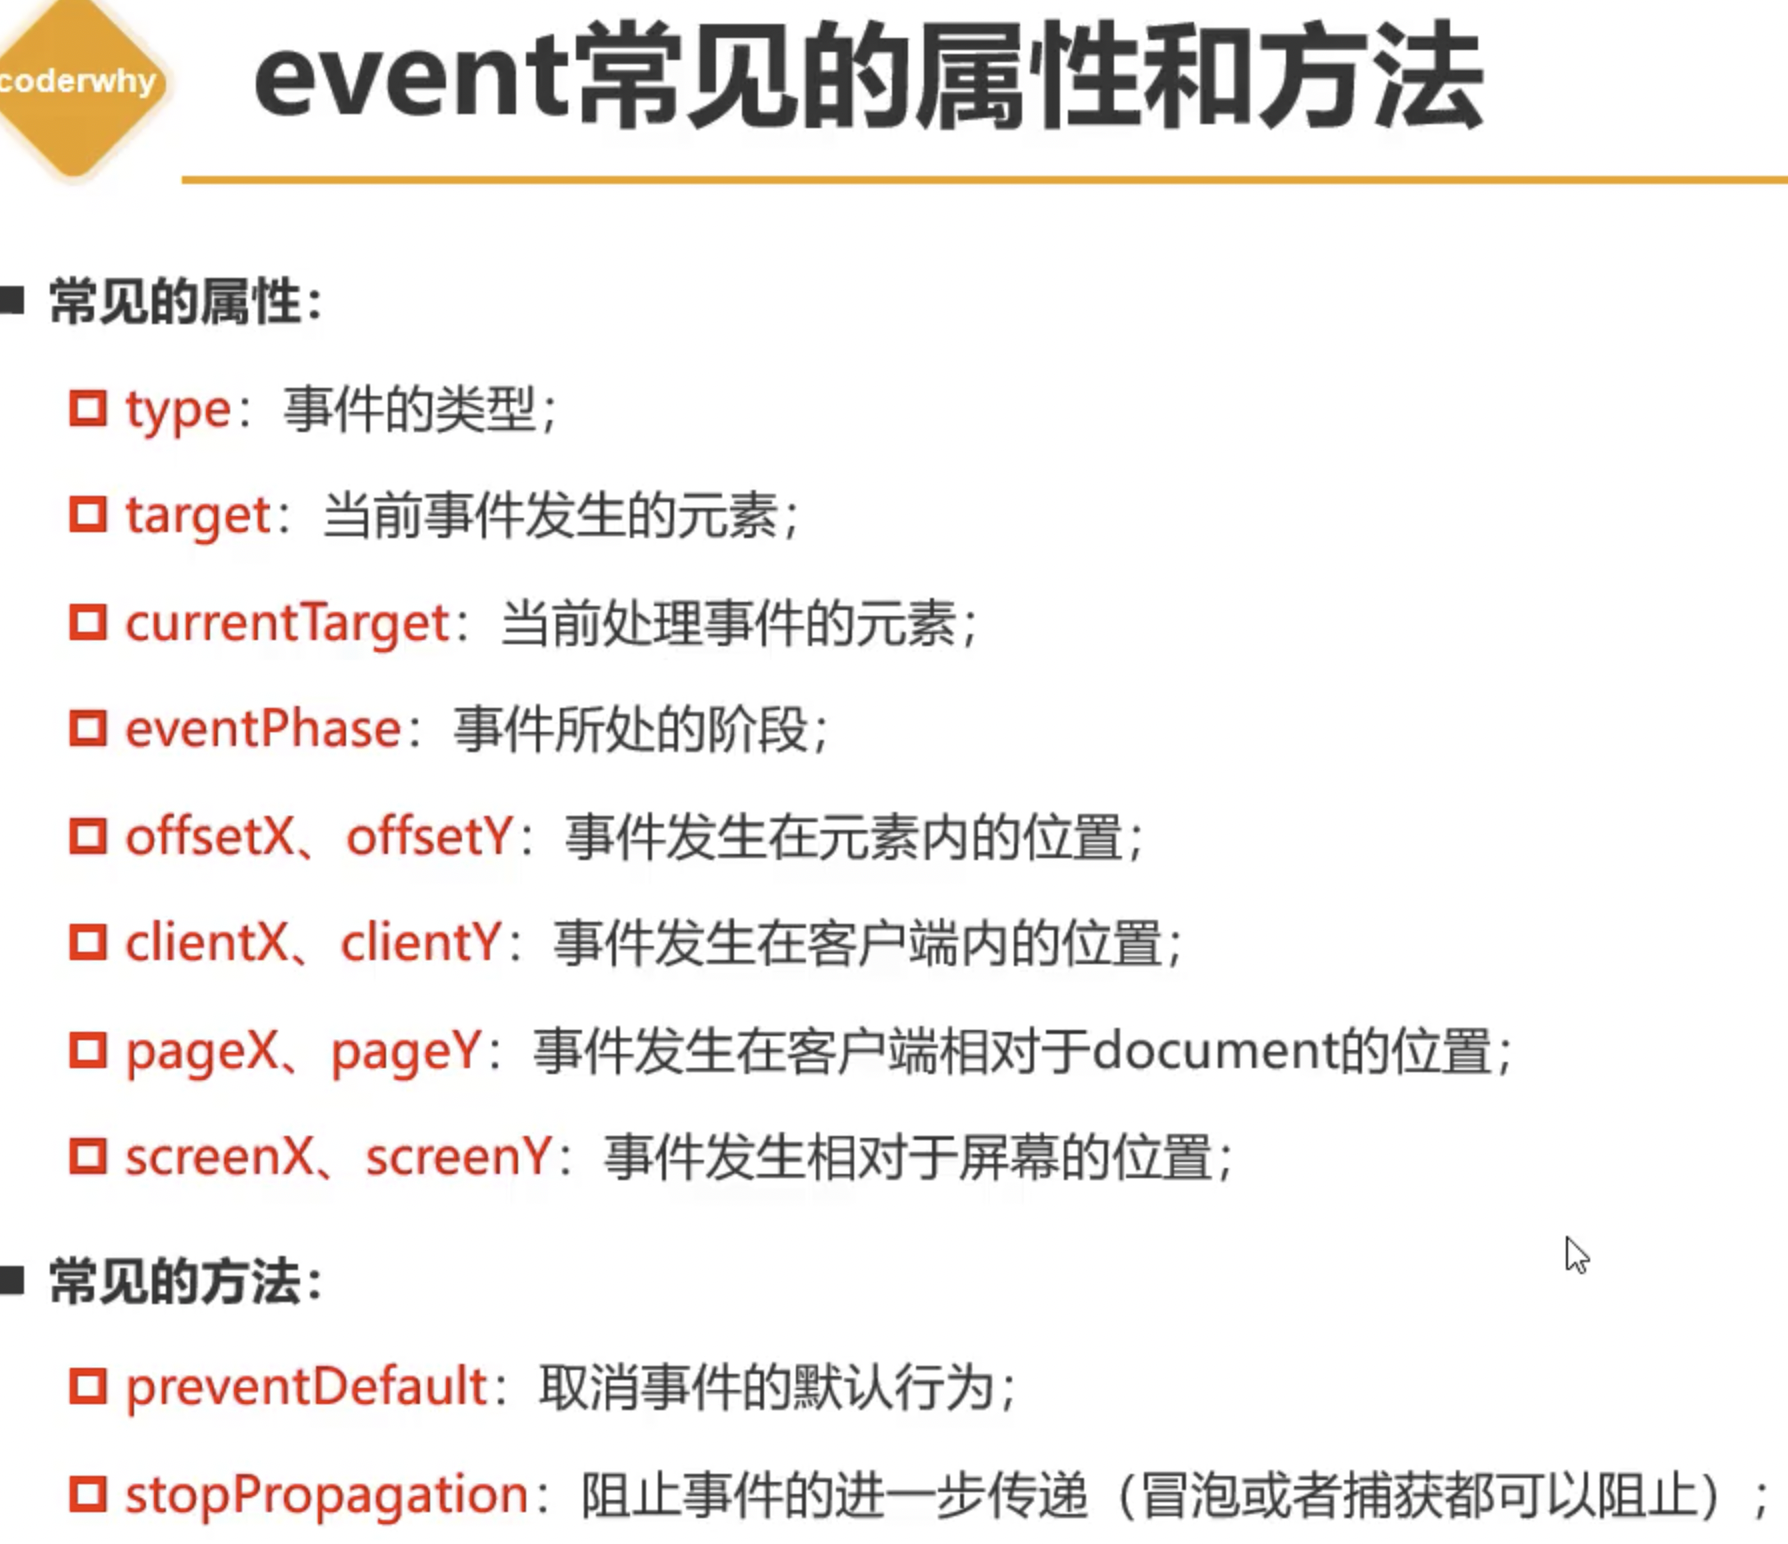 coderwhy
event常见的属性和方法
常见的属性：
type：事件的类型；
target：当前事件发生的元素；
currentTarget：当前处理事件的元素；
eventPhase：事件所处的阶段；
offsetX、offsetY：事件发生在元素内的位置；
clientX、clientY：事件发生在客户端内的位置；
pageX、pageY：事件发生在客户端相对于document的位置；
screenX、screenY：事件发生相对于屏幕的位置；
常见的方法：
preventDefault：取消事件的默认行为；
stopPropagation：阻止事件的进一步传递（冒泡或者捕获都可以阻止）；